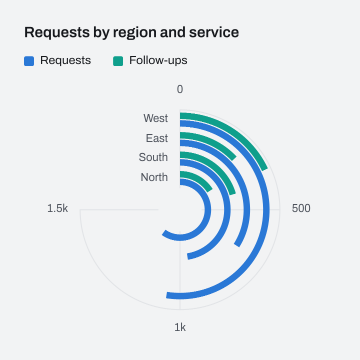 Requests by region and service
Requests Follow-ups
0
West
East
South
North
1.5k
500
1k